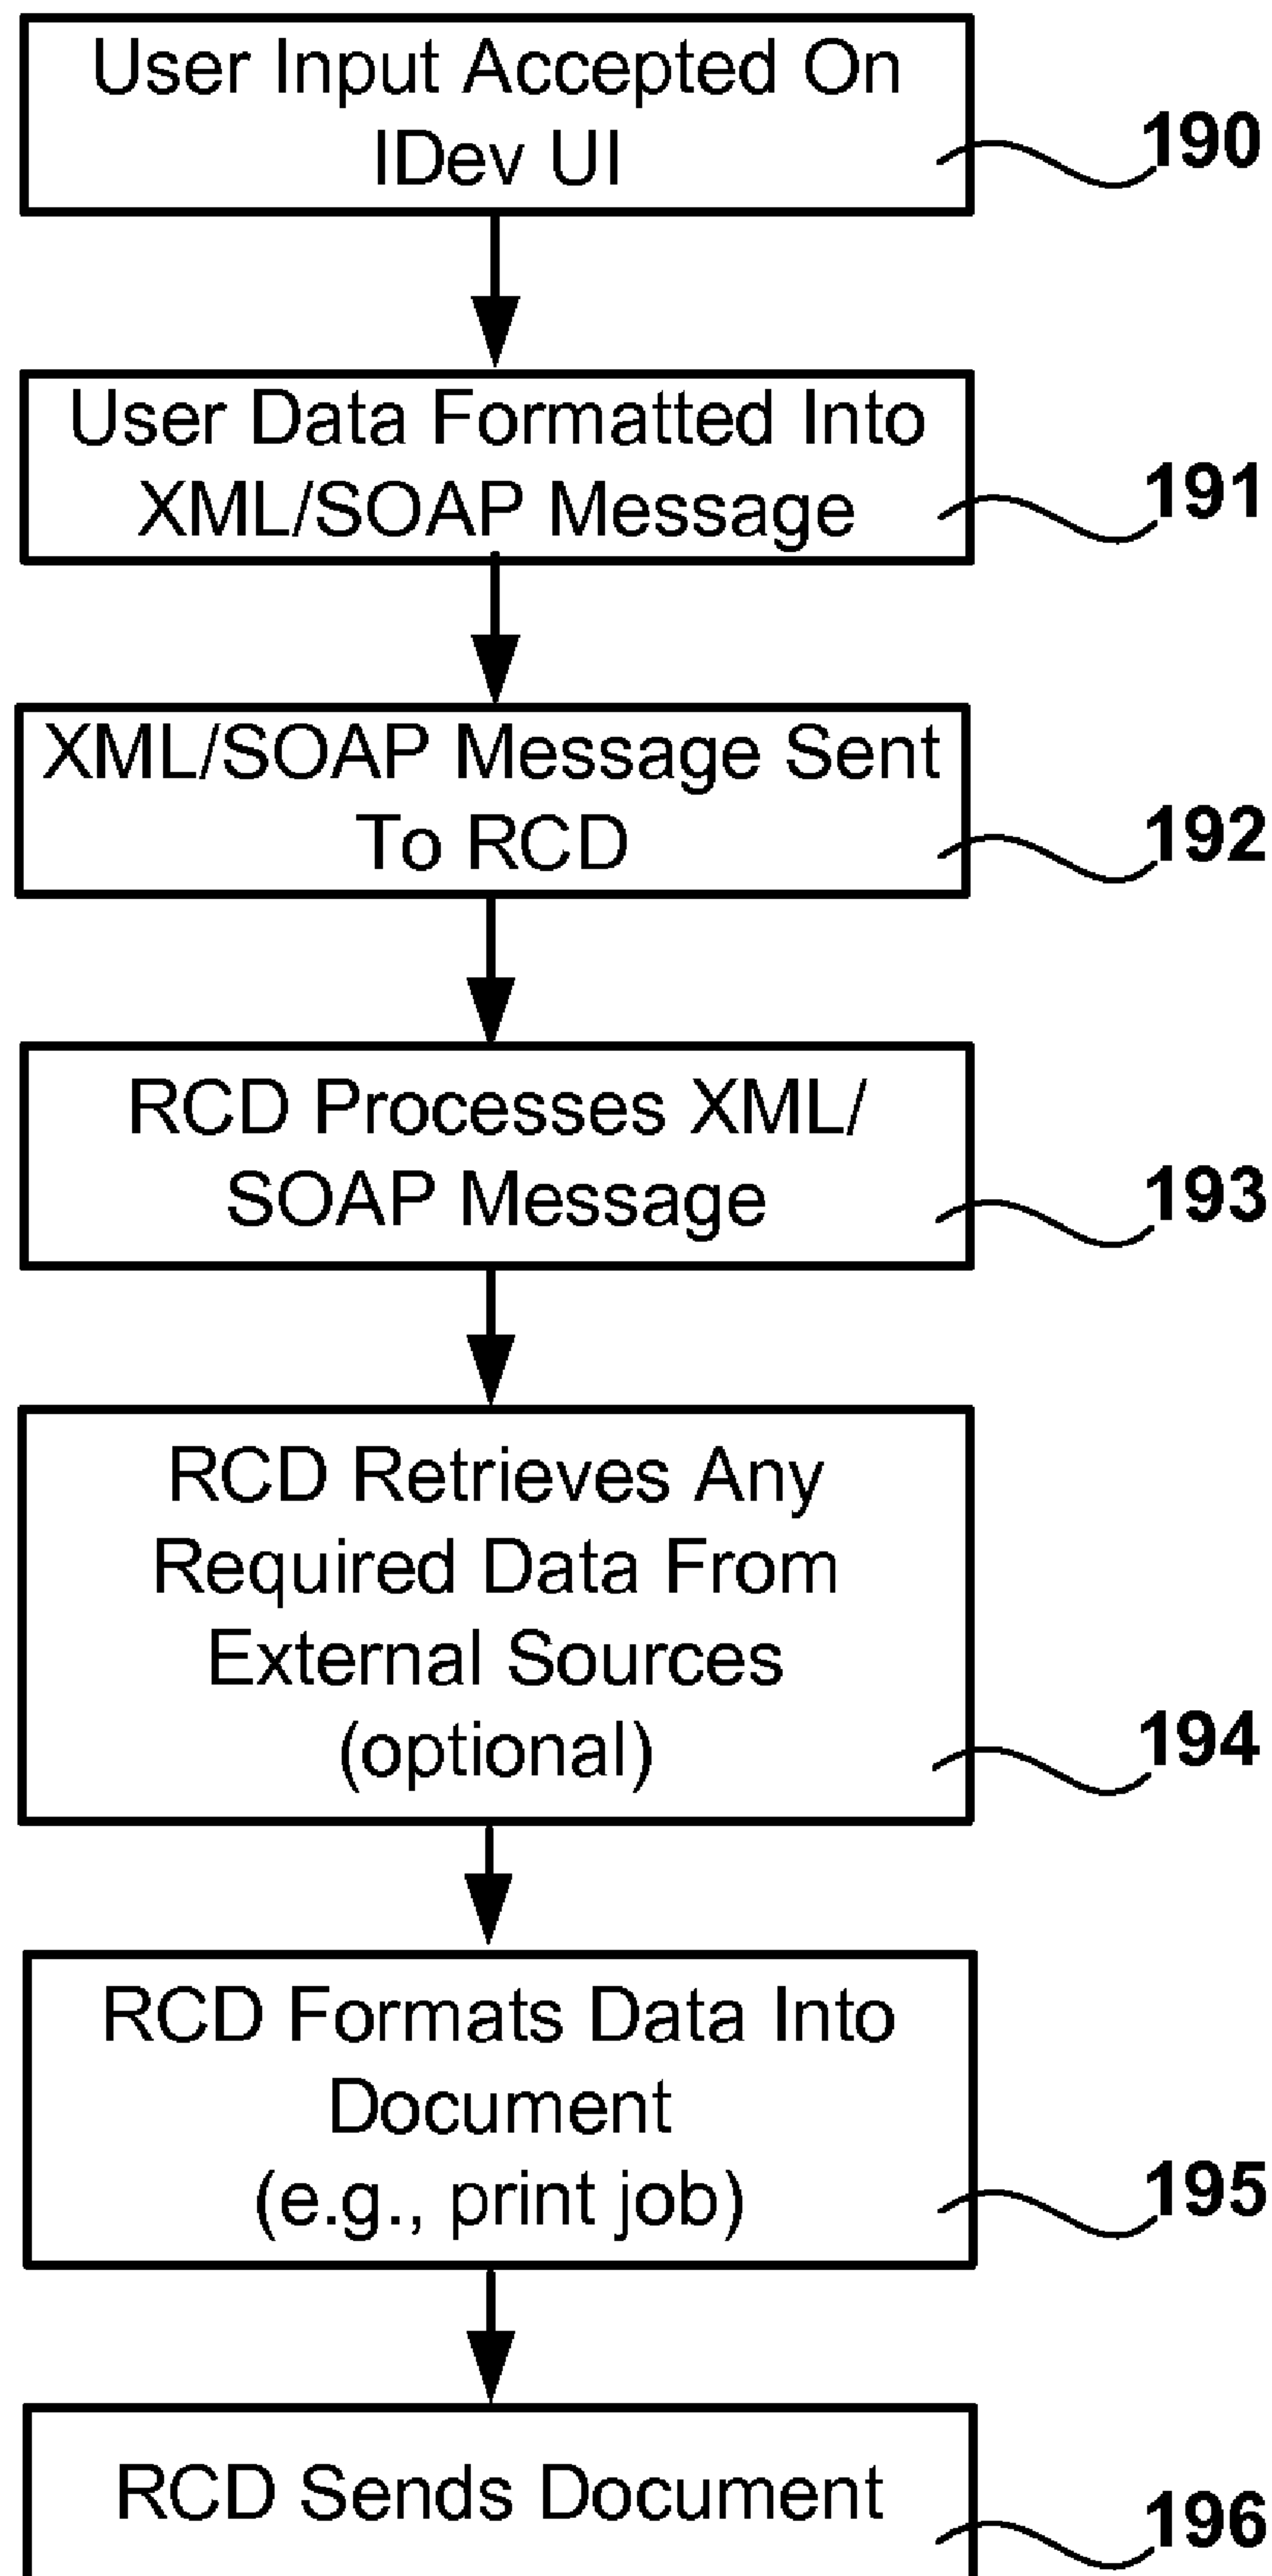 User Input Accepted On
IDev UI
190
User Data Formatted Into
XML/SOAP Message
191
XML/SOAP Message Sent
To RCD
192
RCD Processes XML/
SOAP Message
193
RCD Retrieves Any
Required Data From
External Sources
(optional)
194
RCD Formats Data Into
Document
(e.g., print job)
195
RCD Sends Document
196